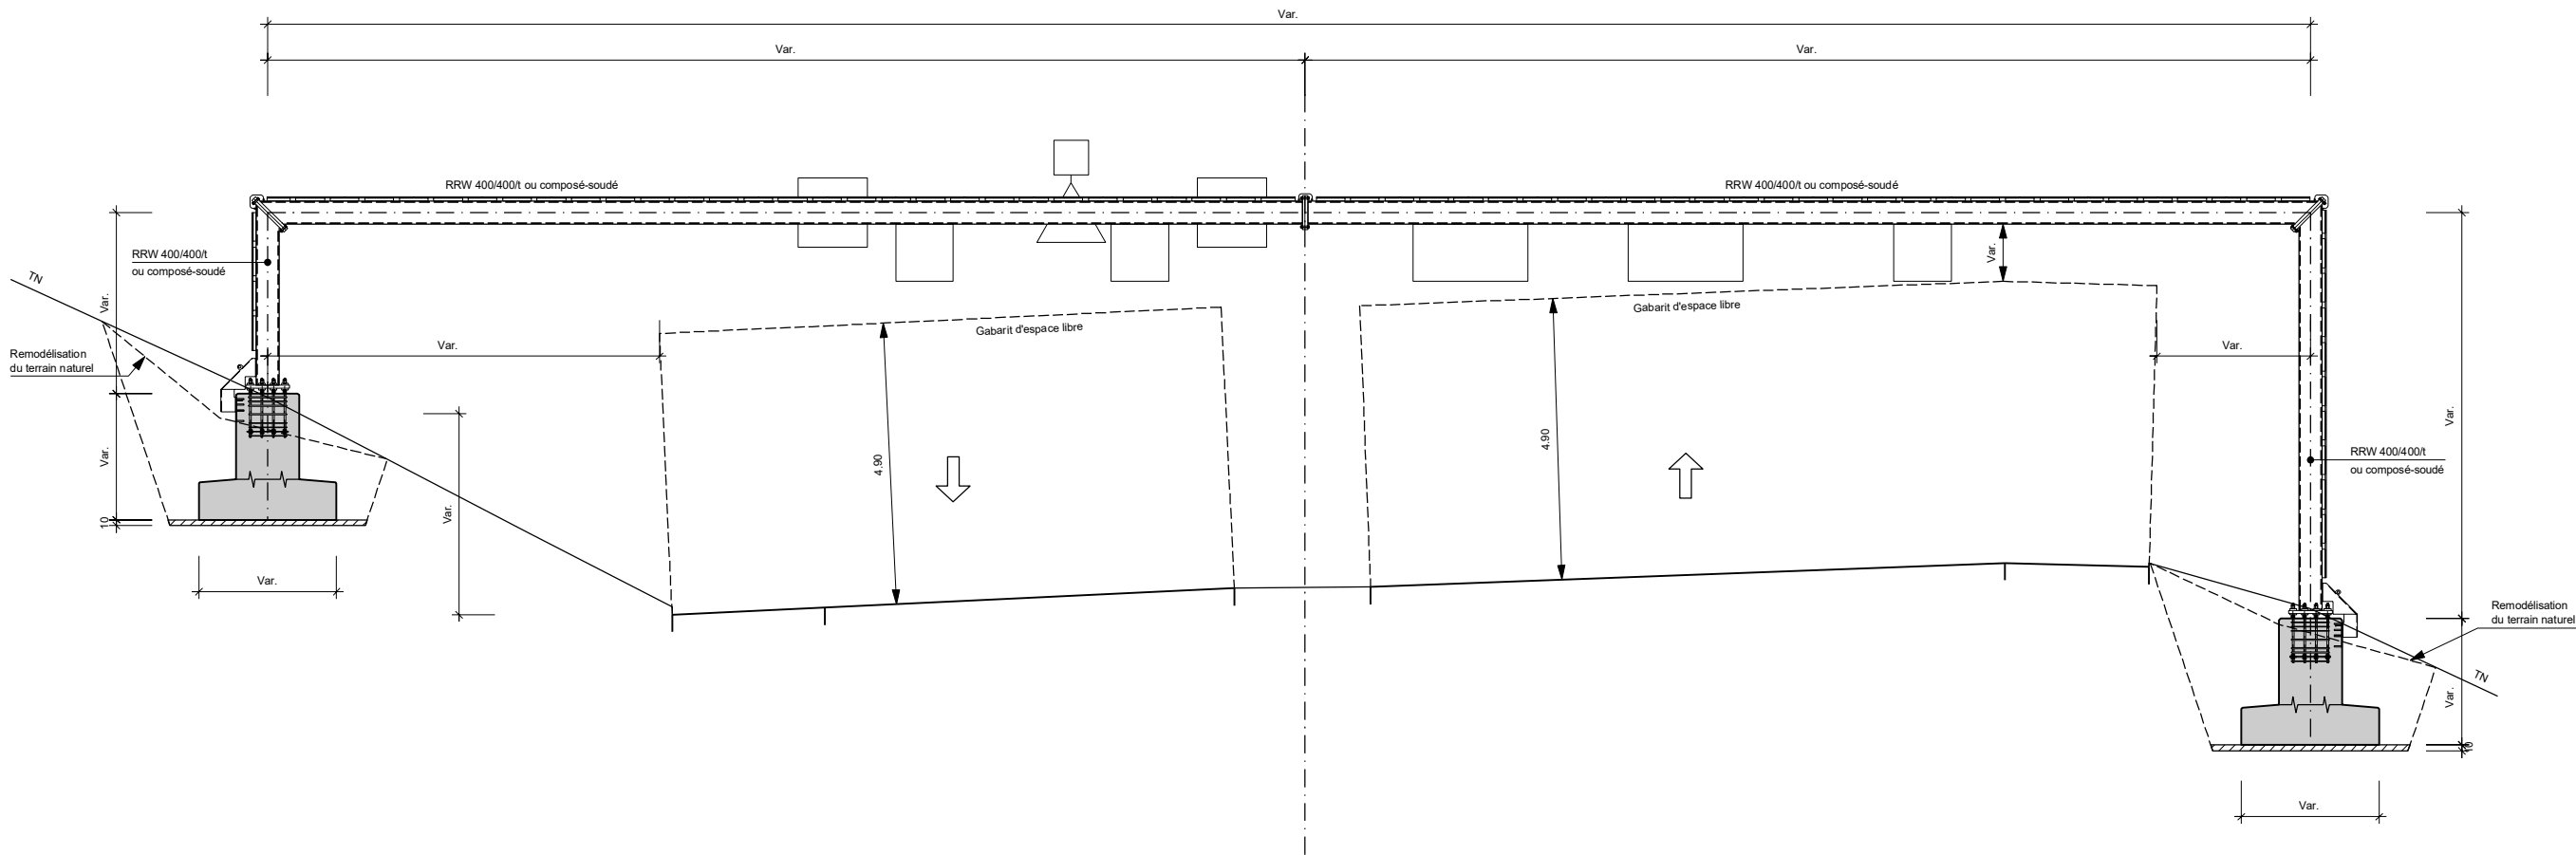 Var.
Var.
Var.
RRW 400/400/t ou composé-soudé
RRW 400/400/t ou composé-soudé
RRW 400/400/t
ou composé-soudé
TN
Var.
Var.
Var.
Gabarit d'espace libre
Gabarit d'espace libre
Remodélisation
du terrain naturel
Var.
Var.
Var.
4.90
4.90
RRW 400/400/t
ou composé-soudé
Var.
Var.
10
Var.
Remodélisation
du terrain naturel
TN
Var.
10
Var.